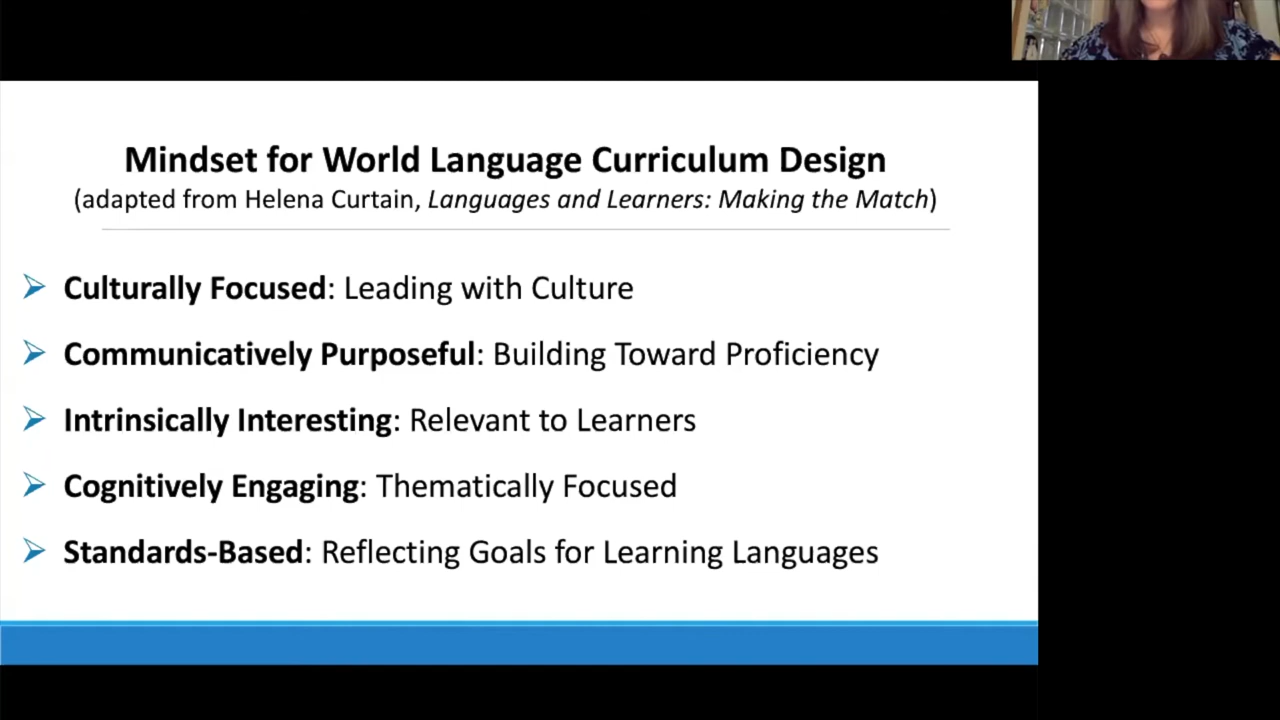 Mindset for World Language Curriculum Design
(adapted from Helena Curtain, Languages and Learners: Making the Match)
Culturally Focused: Leading with Culture
Communicatively Purposeful: Building Toward Proficiency
Intrinsically Interesting: Relevant to Learners
Cognitively Engaging: Thematically Focused
Standards-Based: Reflecting Goals for Learning Languages